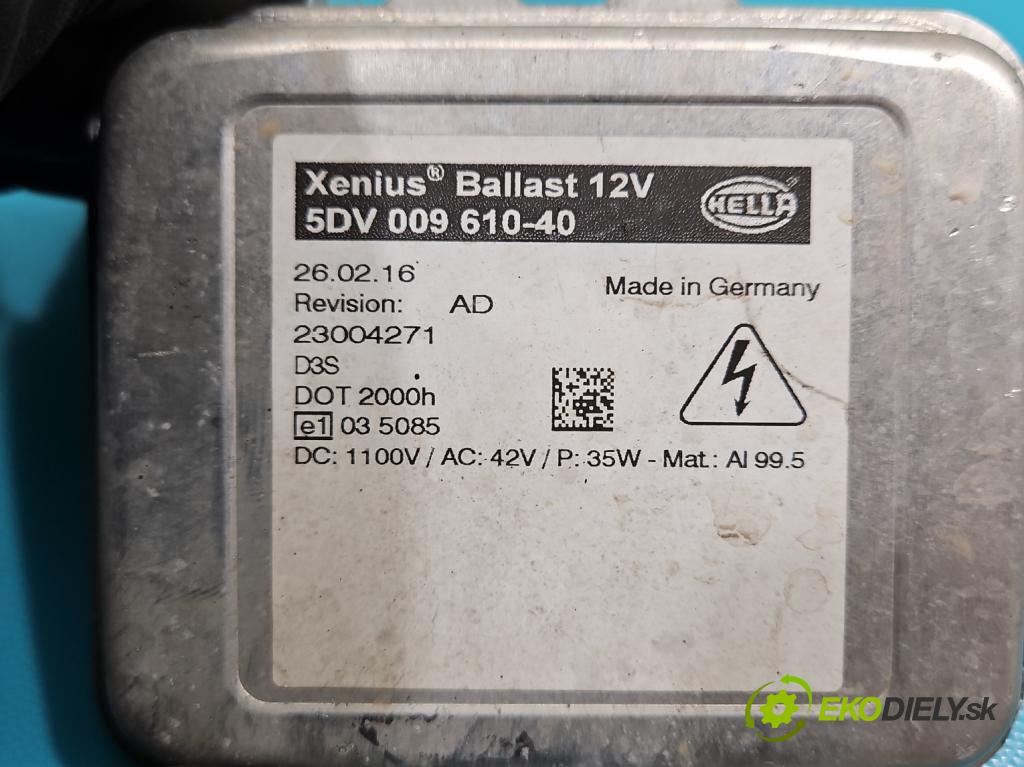 Xenius® Ballast 12V
5DV 009 610-40
HELLA
26.02.16
Made in Germany
Revision: AD
23004271
D3S
DOT 2000h
e1 03 5085
DC: 1100V / AC: 42V / P: 35W - Mat.: Al 99.5
EKODIELY.sk